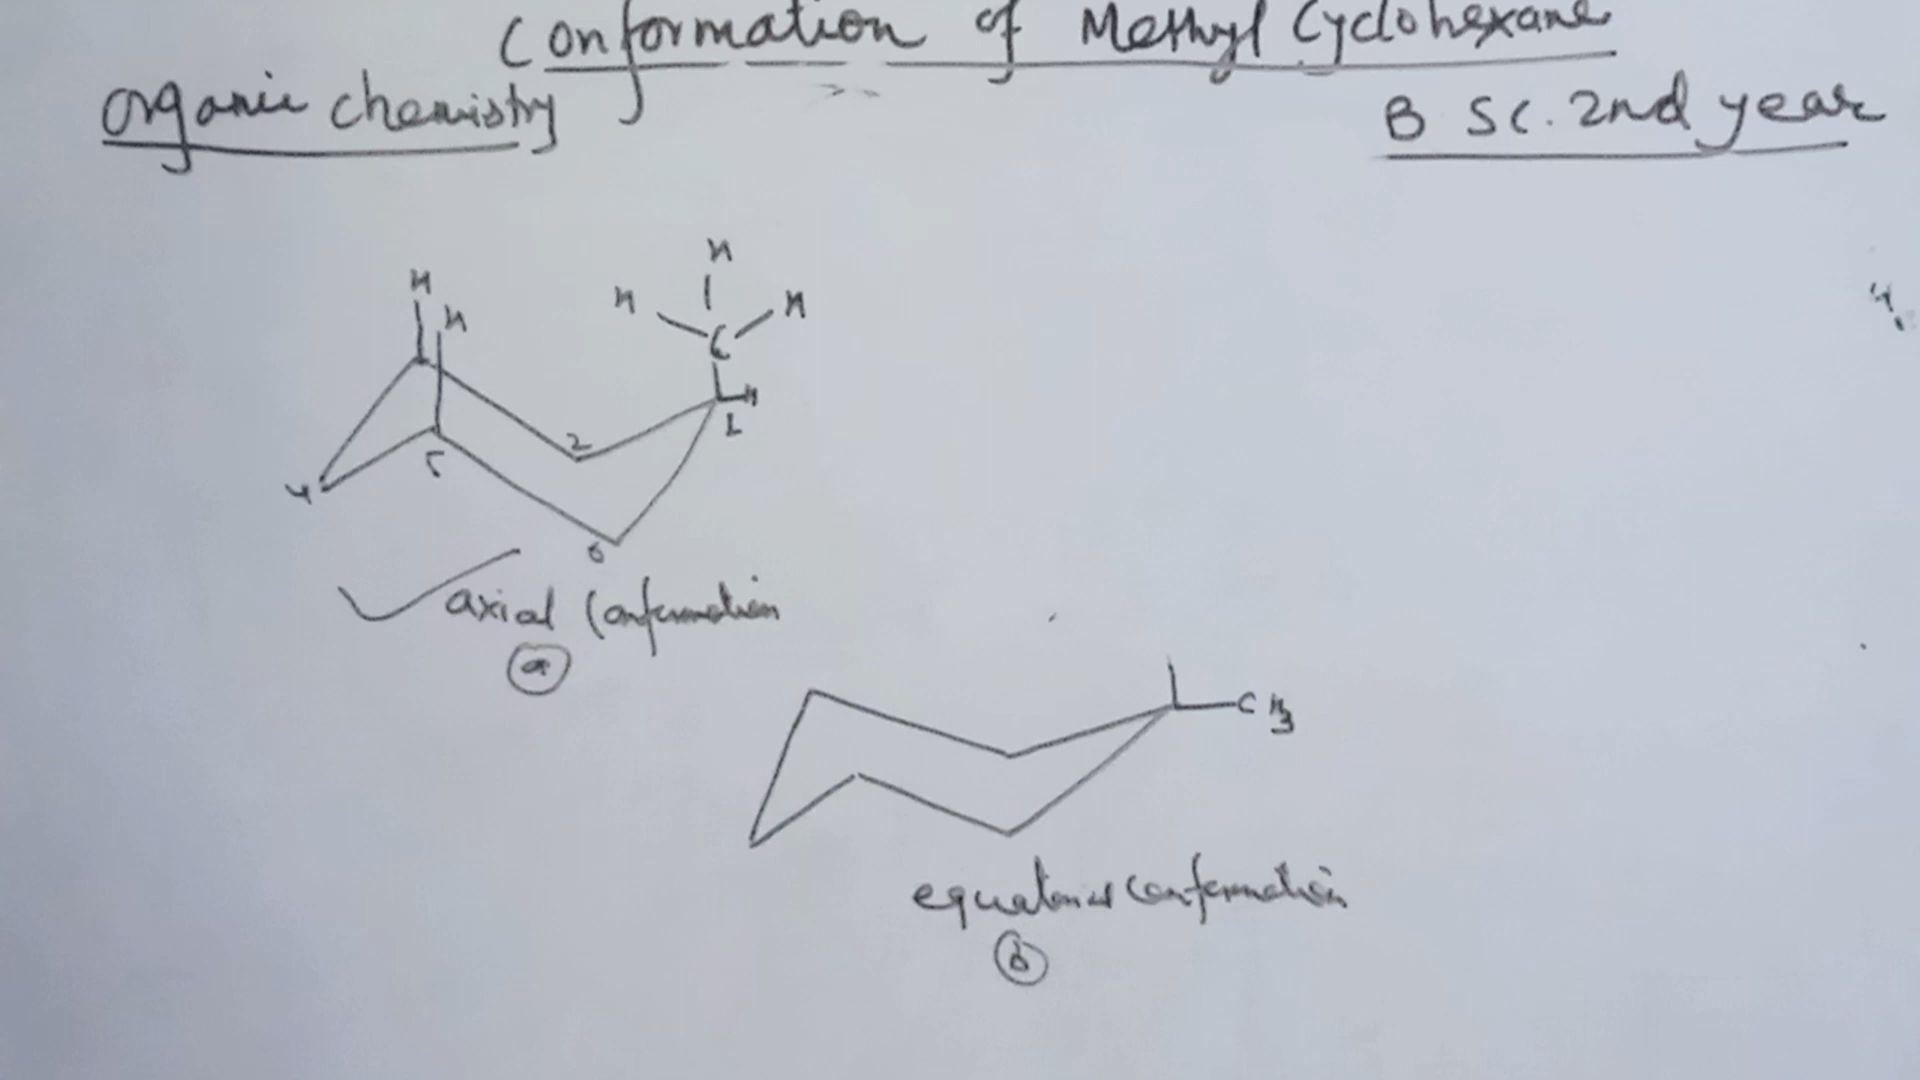 Conformation of Methyl Cyclohexane
Organic chemistry
B Sc. 2nd year
H
H
H
H
H
C
H
1
2
5
4
6
axial Conformation
a
CH3
equatorial conformation
b